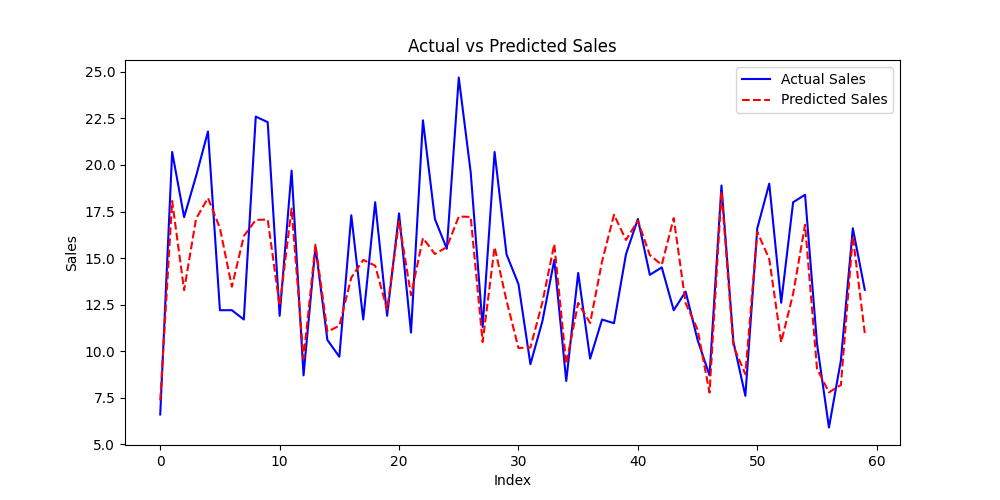 Actual vs Predicted Sales
Actual Sales
Predicted Sales
25.0
22.5
20.0
17.5
15.0
12.5
10.0
7.5
5.0
Sales
0 10 20 30 40 50 60
Index